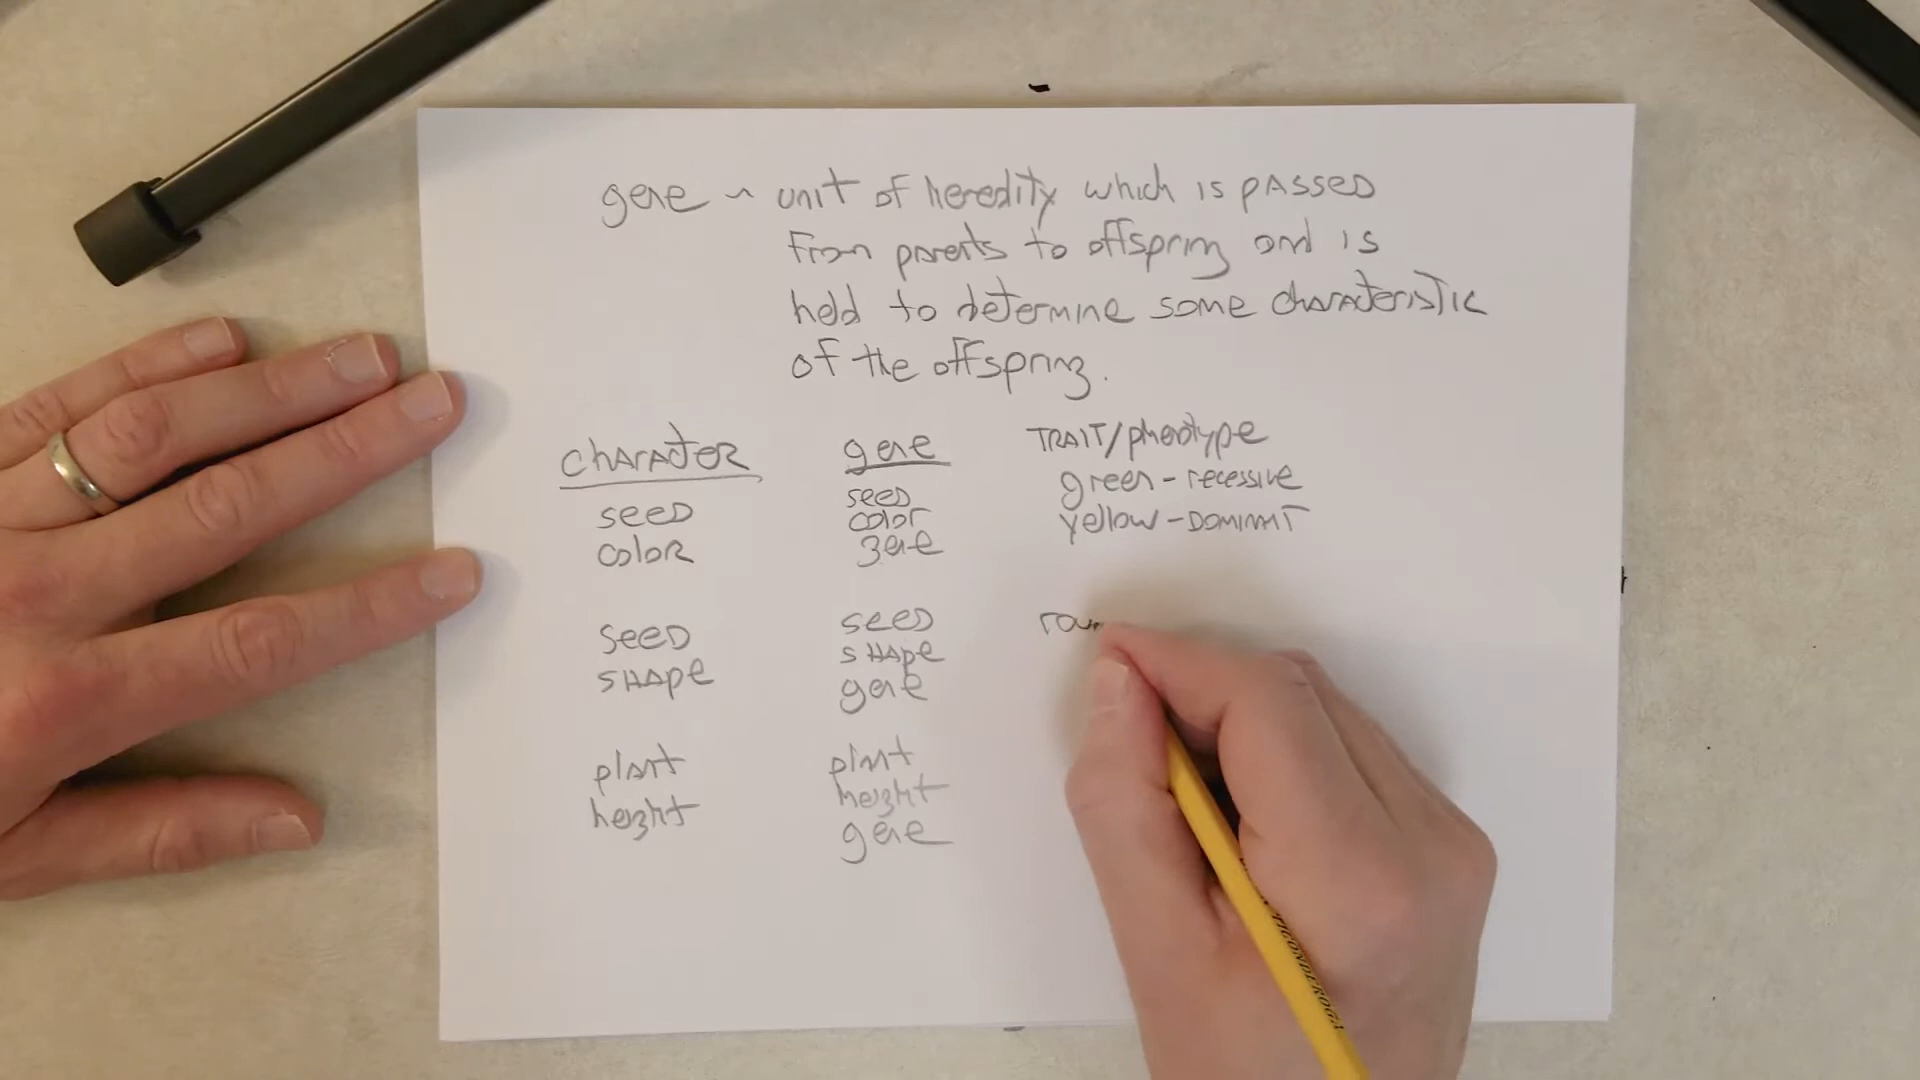 gene ~ unit of heredity which is passed
from parents to offspring and is
held to determine some characteristic
of the offspring.
character gene TRAIT/phenotype
seed color
seed color gene
green - recessive
yellow - DOMINANT
seed shape
seed shape gene
roun
plant height
plant height gene
TICONDEROGA